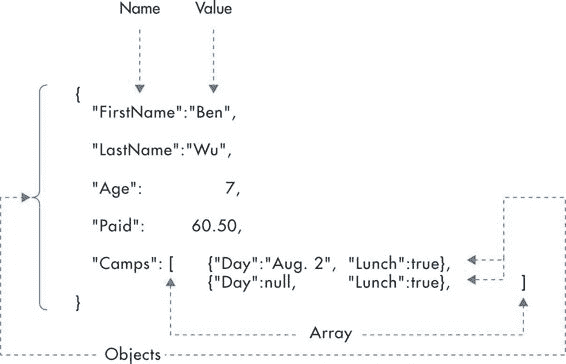 Name Value
{
"FirstName":"Ben",
"LastName":"Wu",
"Age": 7,
"Paid": 60.50,
"Camps": [ {"Day":"Aug. 2", "Lunch":true},
{"Day":null, "Lunch":true}, ]
}
Array
Objects